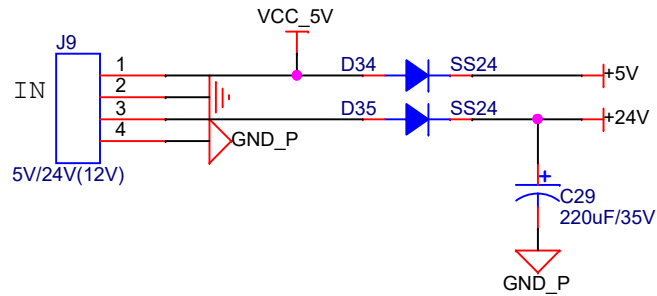 VCC_5V
J9
D34
SS24
1
+5V
IN
2
3
D35
SS24
+24V
4
GND_P
5V/24V(12V)
+
C29
220uF/35V
GND_P